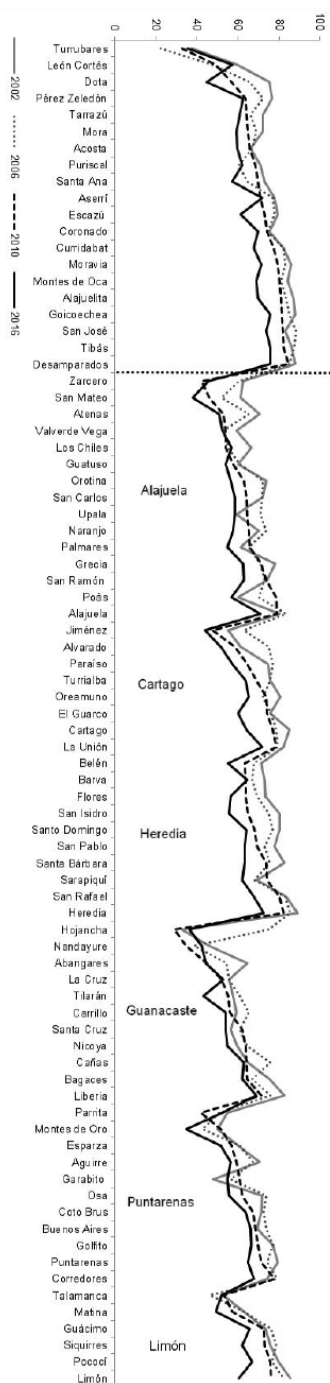 0 20 40 60 80 100
Turrubares
León Cortés
Dota
Pérez Zeledón
Tarrazú
Mora
Acosta
Puriscal
Santa Ana
Aserrí
Escazú
Coronado
Curridabat
Moravia
Montes de Oca
Alajuelita
Goicoechea
San José
Tibás
Desamparados
Zarcero
San Mateo
Atenas
Valverde Vega
Los Chiles
Guatuso
Orotina
San Carlos
Upala
Naranjo
Palmares
Grecia
San Ramón
Poás
Alajuela
Jiménez
Alvarado
Paraíso
Turrialba
Oreamuno
El Guarco
Cartago
La Unión
Belén
Barva
Flores
San Isidro
Santo Domingo
San Pablo
Santa Bárbara
Sarapiquí
San Rafael
Heredia
Hojancha
Nandayure
Abangares
La Cruz
Tilarán
Carrillo
Santa Cruz
Nicoya
Cañas
Bagaces
Liberia
Parrita
Montes de Oro
Esparza
Aguirre
Garabito
Osa
Coto Brus
Buenos Aires
Golfito
Puntarenas
Corredores
Talamanca
Matina
Guácimo
Siquirres
Pococí
Limón
Alajuela
Cartago
Heredia
Guanacaste
Puntarenas
Limón
2002 2006 2010 2016